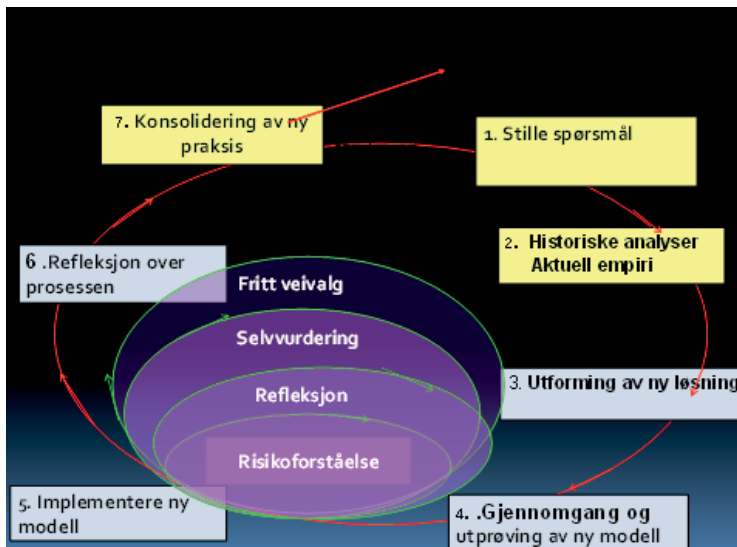 7. Konsolidering av ny
praksis
1. Stille spørsmål
2. Historiske analyser
Aktuell empiri
6 .Refleksjon over
prosessen
Fritt veivalg
Selvvurdering
3. Utforming av ny løsning
Refleksjon
Risikoforståelse
5. Implementere ny
modell
4. .Gjennomgang og
utprøving av ny modell